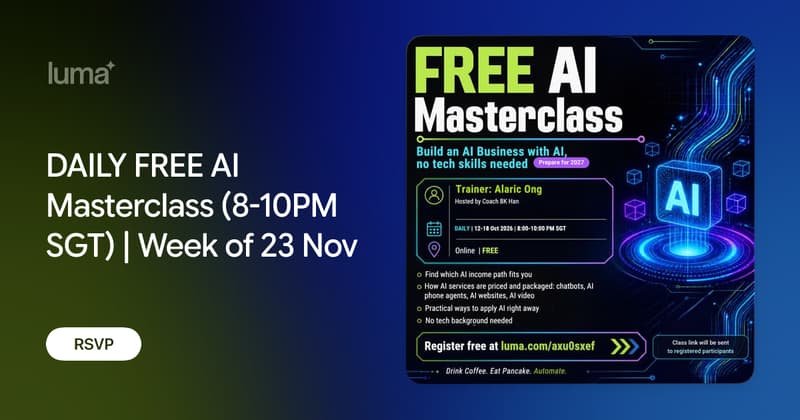 luma
DAILY FREE AI
Masterclass (8-10PM
SGT) | Week of 23 Nov
RSVP
FREE AI
Masterclass
Build an AI Business with AI,
no tech skills needed
Prepare for 2027
Trainer: Alaric Ong
Hosted by Coach BK Han
DAILY | 12-18 Oct 2026 | 8:00-10:00 PM SGT
Online | FREE
Find which AI income path fits you
How AI services are priced and packaged: chatbots, AI
phone agents, AI websites, AI video
Practical ways to apply AI right away
No tech background needed
AI
Register free at luma.com/axu0sxef
Class link will be sent
to registered participants
Drink Coffee. Eat Pancake. Automate.